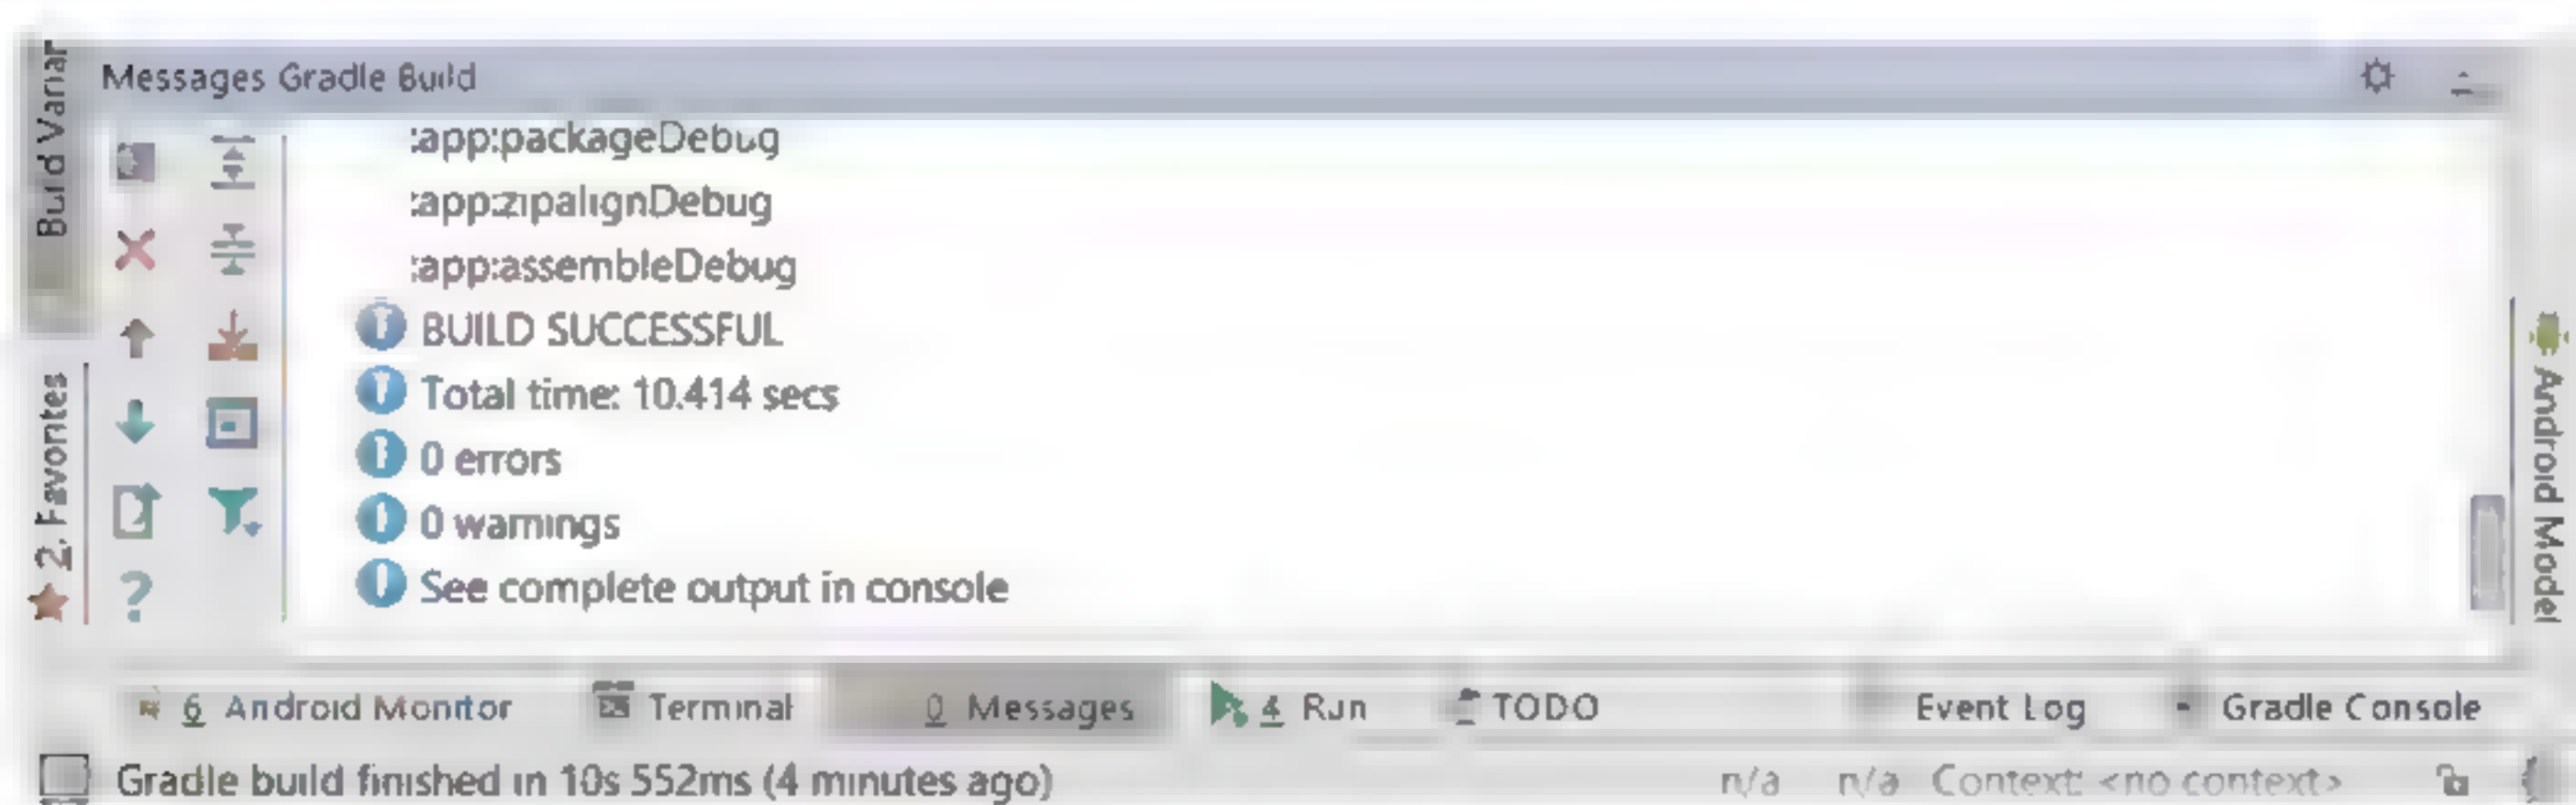 Build Variar
Messages Gradle Build
:app:packageDebug
:app:zipalignDebug
:app:assembleDebug
BUILD SUCCESSFUL
Total time: 10.414 secs
0 errors
0 warnings
See complete output in console
2: Favorites
Android Model
6 Android Monitor
Terminal
0 Messages
4 Run
TODO
Event Log
Gradle Console
Gradle build finished in 10s 552ms (4 minutes ago)
n/a n/a Context: <no context>